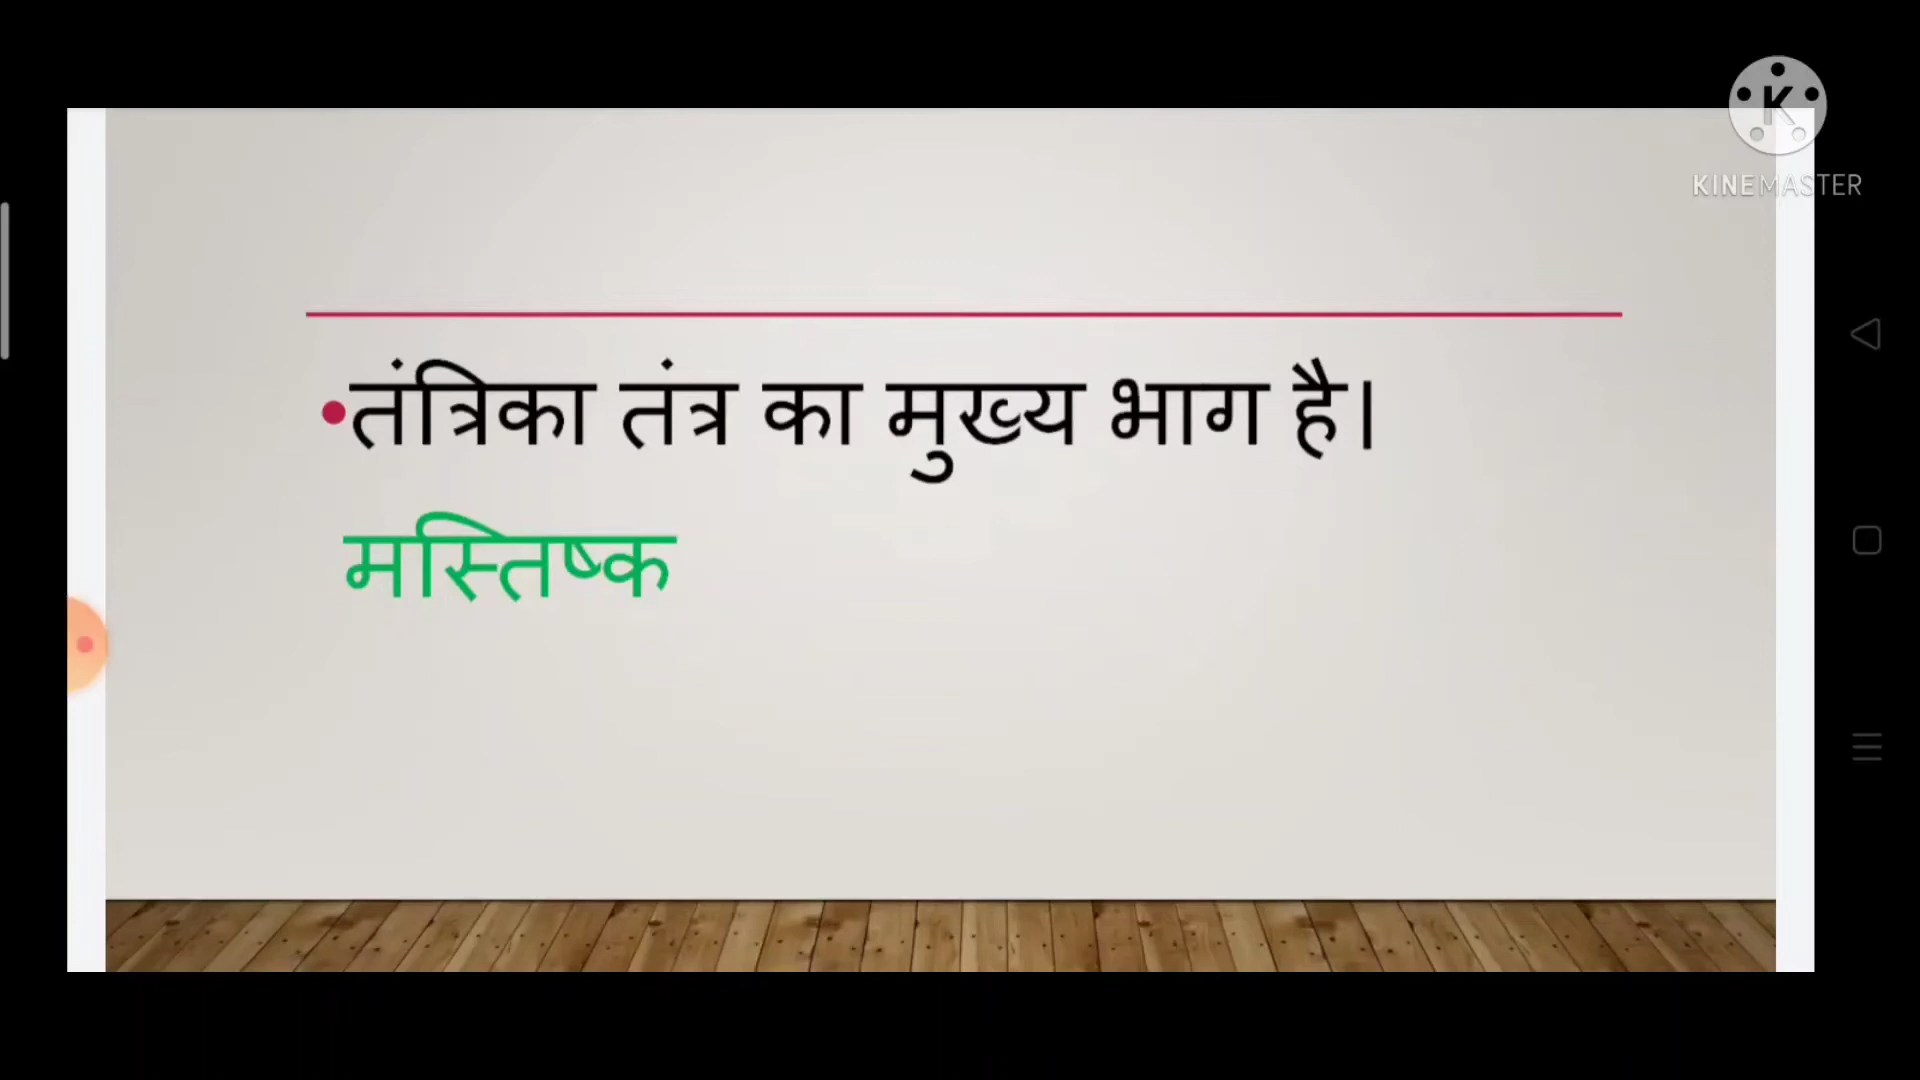 KINEMASTER
•तंत्रिका तंत्र का मुख्य भाग है।
मस्तिष्क